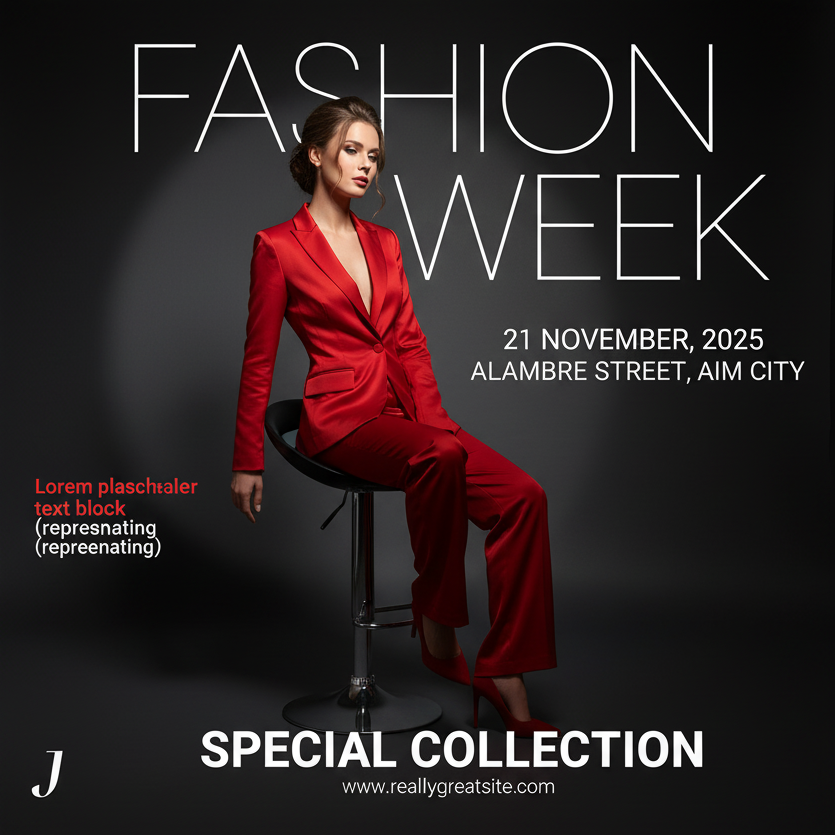 FASHION
WEEK
21 NOVEMBER, 2025
ALAMBRE STREET, AIM CITY
Lorem plaschtaler
text block
(represnating
(repreenating)
SPECIAL COLLECTION
www.reallygreatsite.com
J